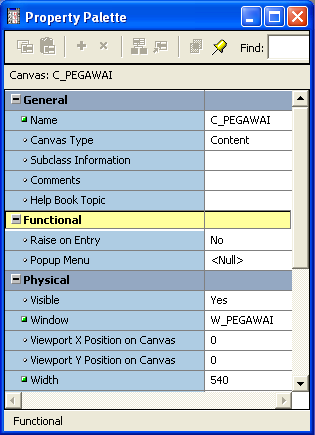 Property Palette
Find:
Canvas: C_PEGAWAI
General
Name C_PEGAWAI
Canvas Type Content
Subclass Information
Comments
Help Book Topic
Functional
Raise on Entry No
Popup Menu <Null>
Physical
Visible Yes
Window W_PEGAWAI
Viewport X Position on Canvas 0
Viewport Y Position on Canvas 0
Width 540
Functional